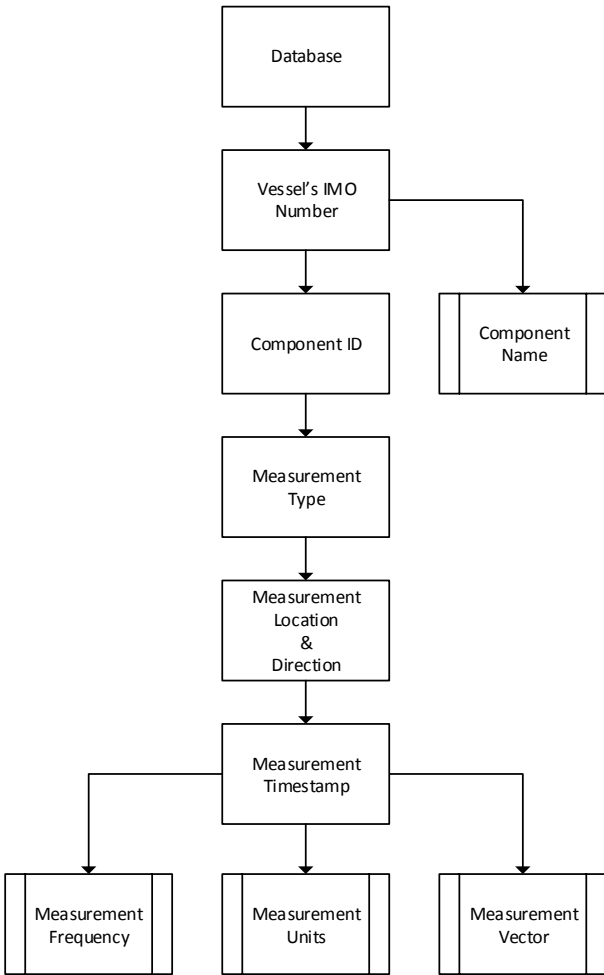 Database
Vessel's IMO
Number
Component ID
Component
Name
Measurement
Type
Measurement
Location
&
Direction
Measurement
Timestamp
Measurement
Frequency
Measurement
Units
Measurement
Vector